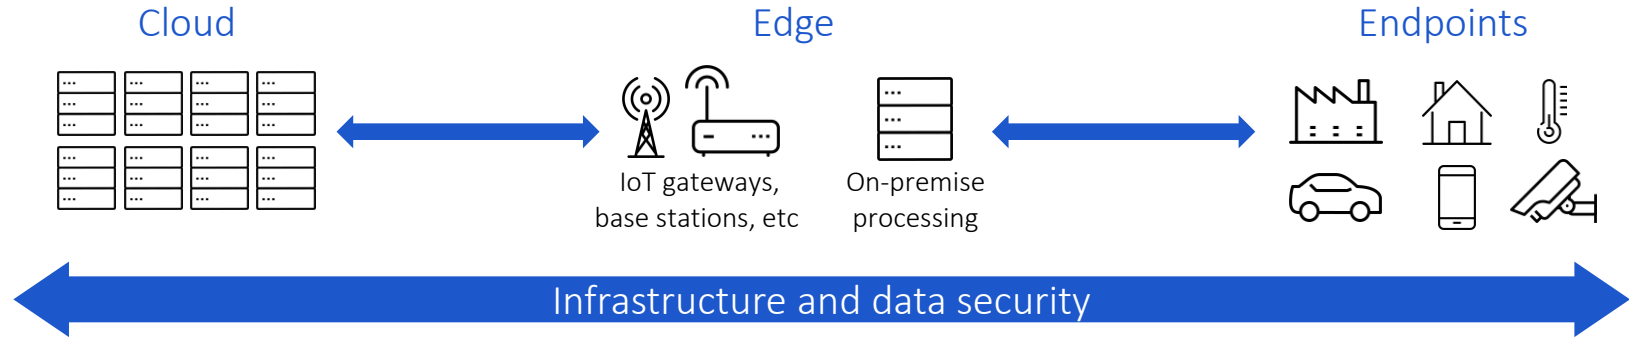 Cloud
Edge
Endpoints
IoT gateways,
base stations, etc
On-premise
processing
Infrastructure and data security